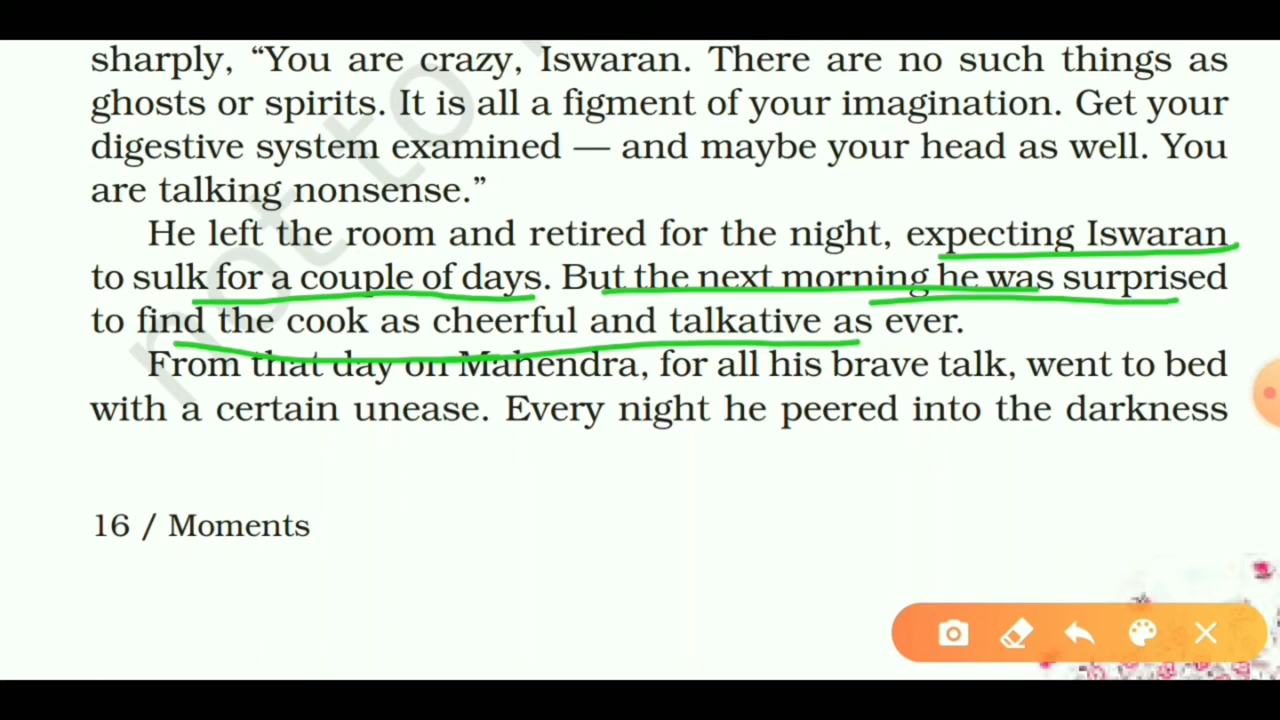 sharply, “You are crazy, Iswaran. There are no such things as
ghosts or spirits. It is all a figment of your imagination. Get your
digestive system examined — and maybe your head as well. You
are talking nonsense.”
He left the room and retired for the night, expecting Iswaran
to sulk for a couple of days. But the next morning he was surprised
to find the cook as cheerful and talkative as ever.
From that day on Mahendra, for all his brave talk, went to bed
with a certain unease. Every night he peered into the darkness
16 / Moments
not to